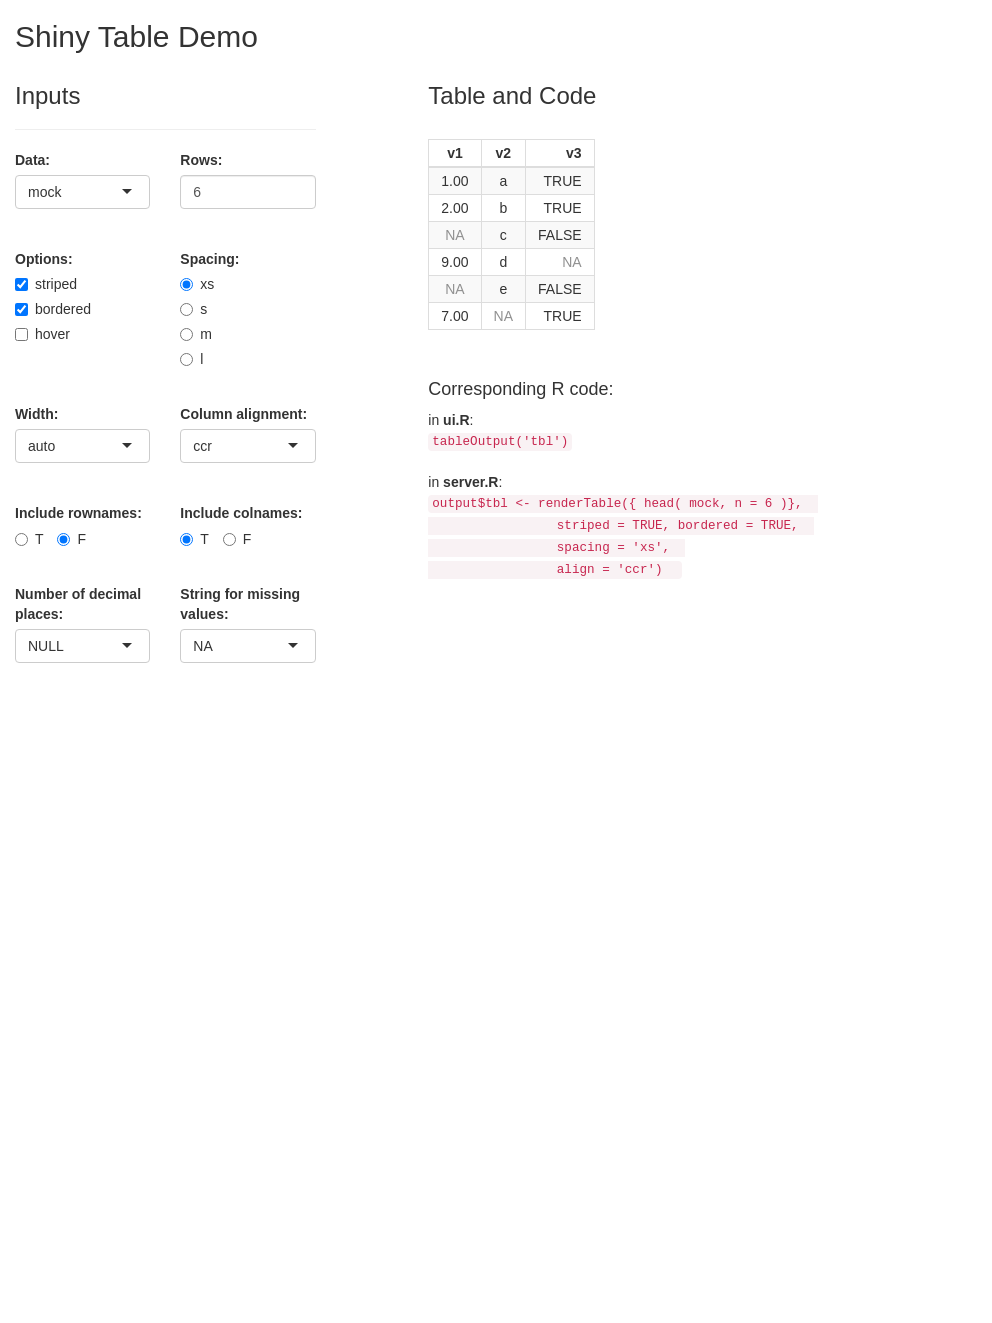 Shiny Table Demo
Inputs
Data:
mock
Rows:
6
Options:
striped
bordered
hover
Spacing:
xs
s
m
l
Width:
auto
Column alignment:
ccr
Include rownames:
T F
Include colnames:
T F
Number of decimal
places:
NULL
String for missing
values:
NA
Table and Code
v1 v2 v3
1.00 a TRUE
2.00 b TRUE
NA c FALSE
9.00 d NA
NA e FALSE
7.00 NA TRUE
Corresponding R code:
in ui.R:
tableOutput('tbl')
in server.R:
output$tbl <- renderTable({ head( mock, n = 6 )},
striped = TRUE, bordered = TRUE,
spacing = 'xs',
align = 'ccr')